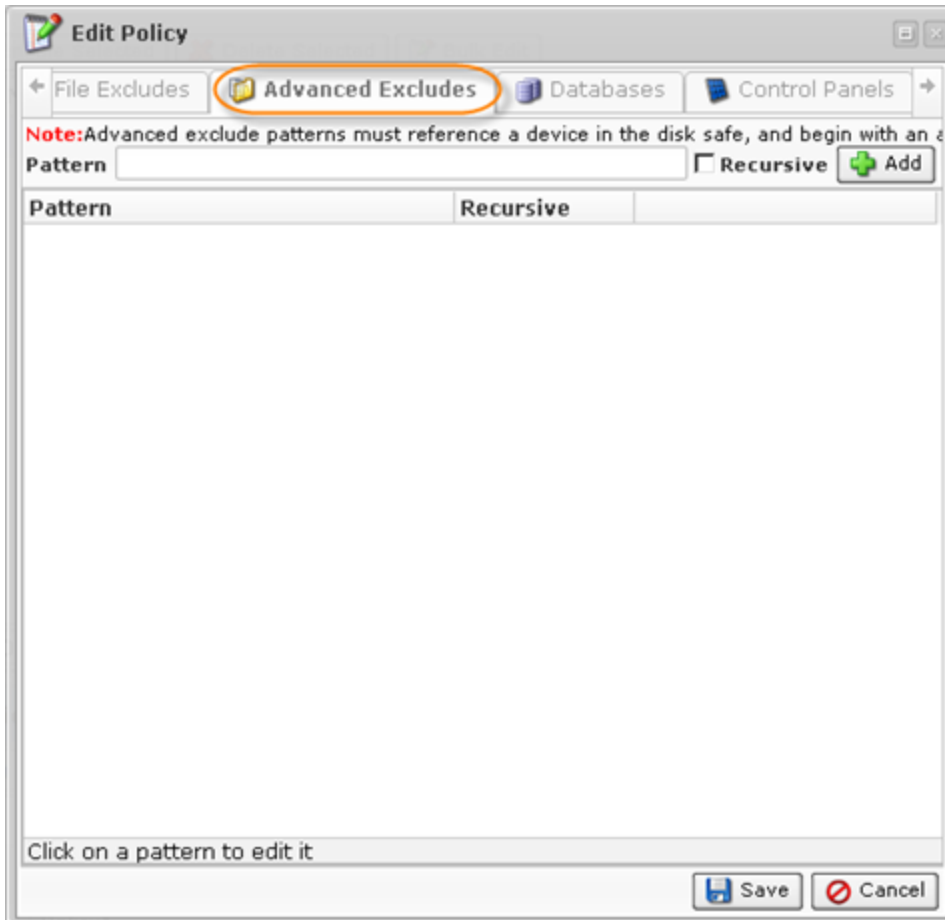 Edit Policy
File Excludes Advanced Excludes Databases Control Panels
Note:Advanced exclude patterns must reference a device in the disk safe, and begin with an
Pattern Recursive Add
Pattern Recursive
Click on a pattern to edit it
Save Cancel